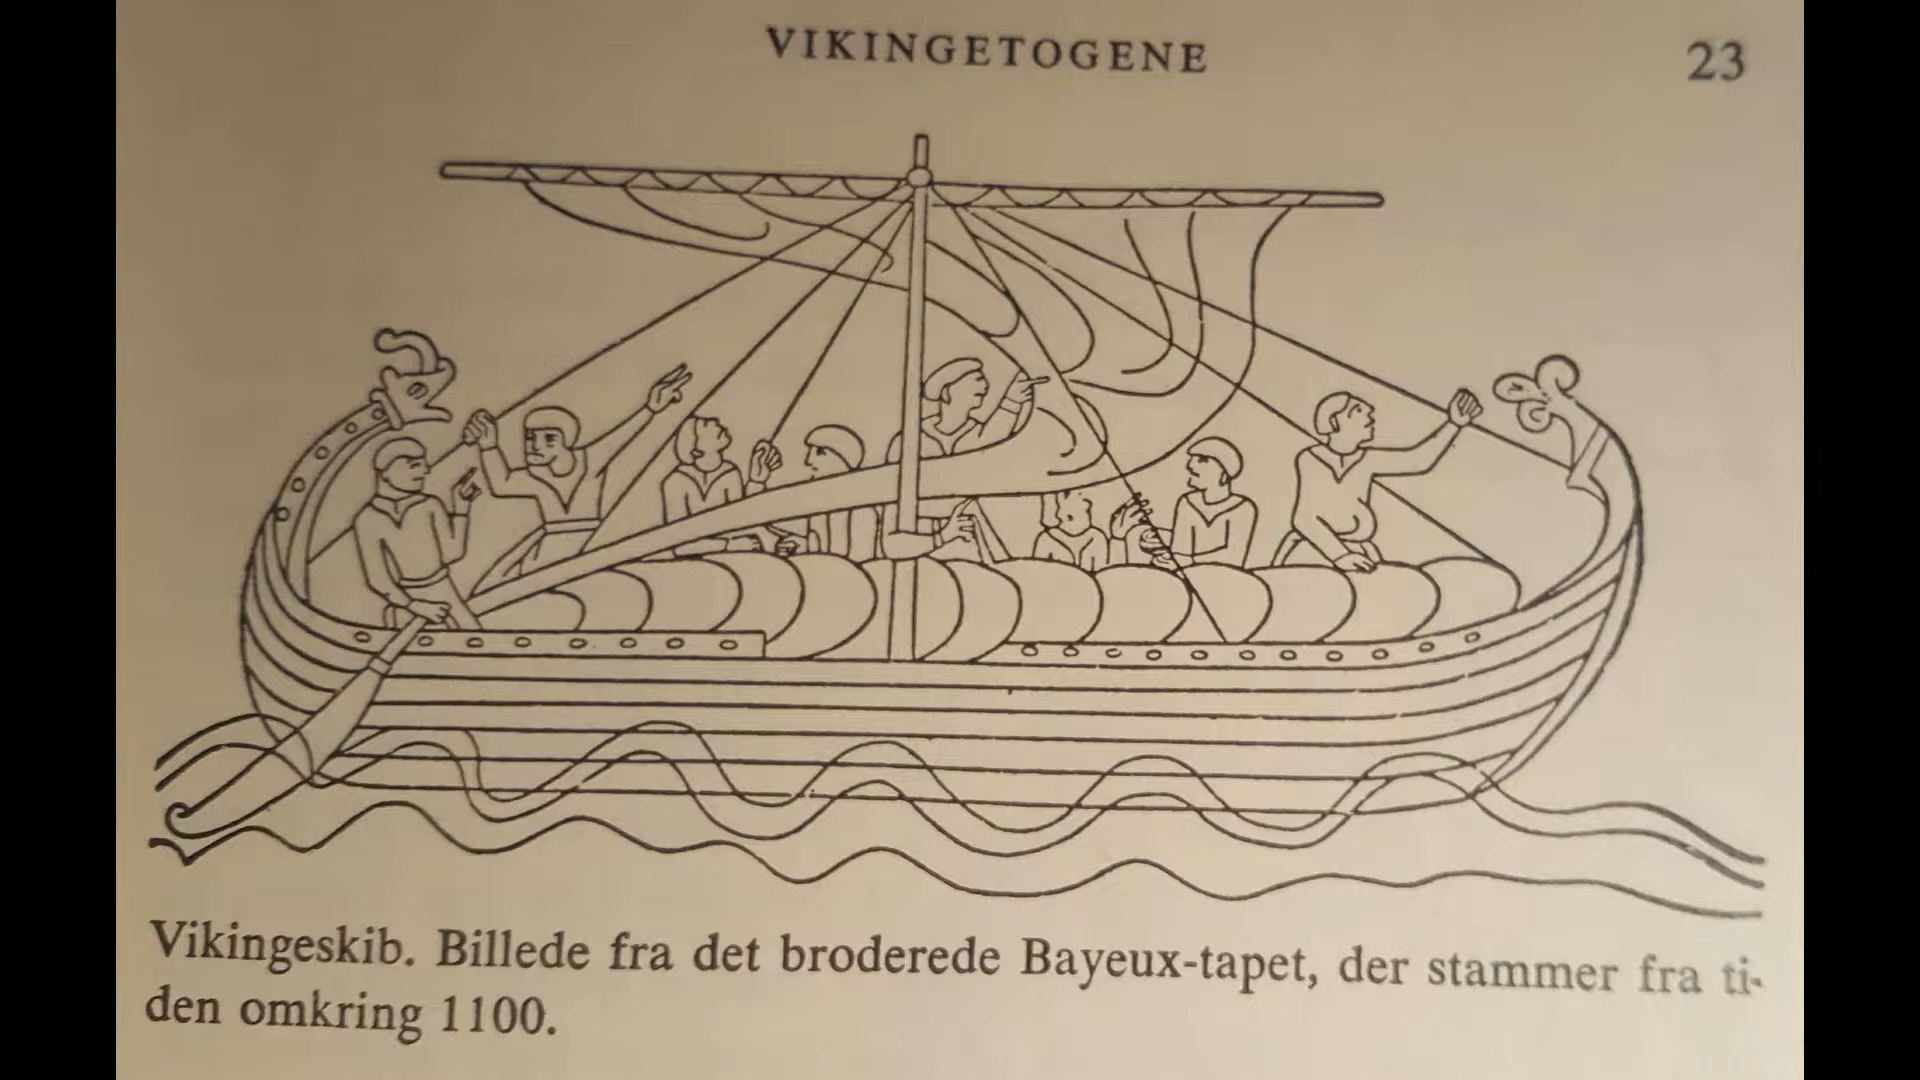 VIKINGETOGENE 23
Vikingeskib. Billede fra det broderede Bayeux-tapet, der stammer fra ti-
den omkring 1100.